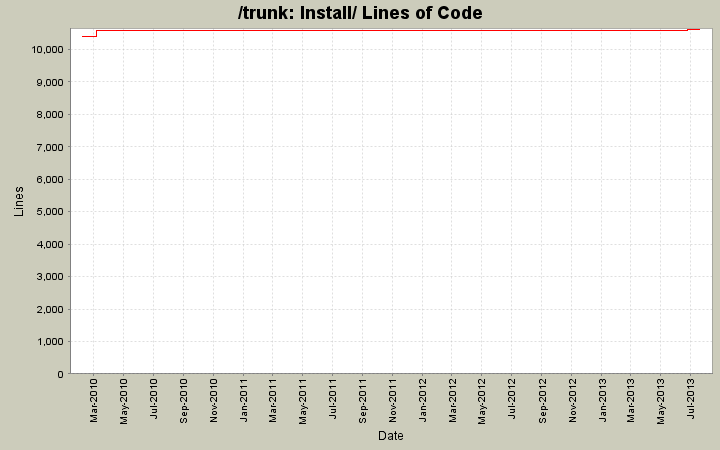 /trunk: Install/ Lines of Code
10,000
9,000
8,000
7,000
6,000
5,000
4,000
3,000
2,000
1,000
0
Lines
Mar-2010
May-2010
Jul-2010
Sep-2010
Nov-2010
Jan-2011
Mar-2011
May-2011
Jul-2011
Sep-2011
Nov-2011
Jan-2012
Mar-2012
May-2012
Jul-2012
Sep-2012
Nov-2012
Jan-2013
Mar-2013
May-2013
Jul-2013
Date